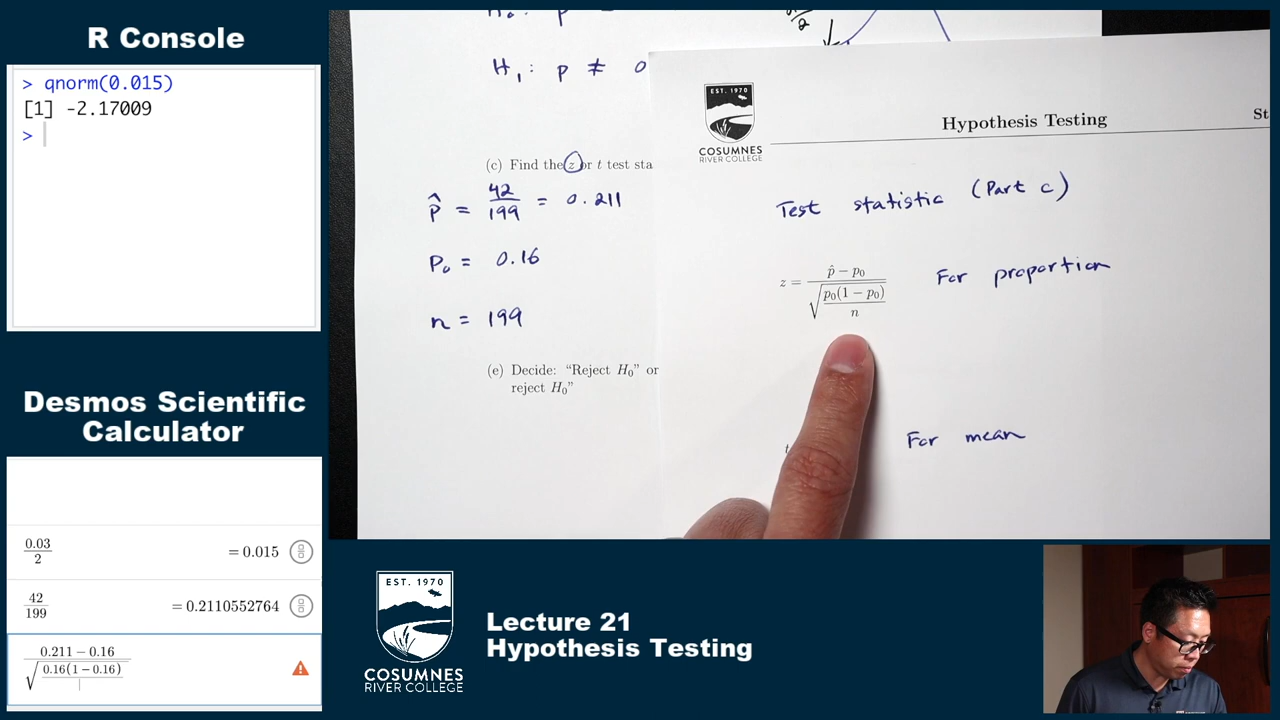 R Console
> qnorm(0.015)
[1] -2.17009
>
Desmos Scientific
Calculator
0.03
2
= 0.015
42
199
= 0.2110552764
0.211 − 0.16
√ 0.16(1 − 0.16)
H₁ : p ≠ 0
(c) Find the z or t test sta
p̂ = 42/199 = 0.211
P₀ = 0.16
n = 199
(e) Decide: “Reject H₀” or
reject H₀”
EST. 1970
COSUMNES
RIVER COLLEGE
Hypothesis Testing
St
Test statistic (Part c)
z = (p̂ − p₀) / √(p₀(1 − p₀)/n)
For proportion
t
For mean
EST. 1970
COSUMNES
RIVER COLLEGE
Lecture 21
Hypothesis Testing